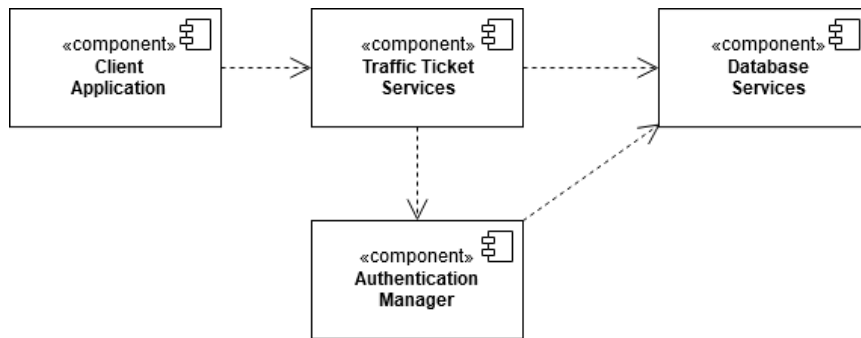 «component»
Client
Application
«component»
Traffic Ticket
Services
«component»
Database
Services
«component»
Authentication
Manager